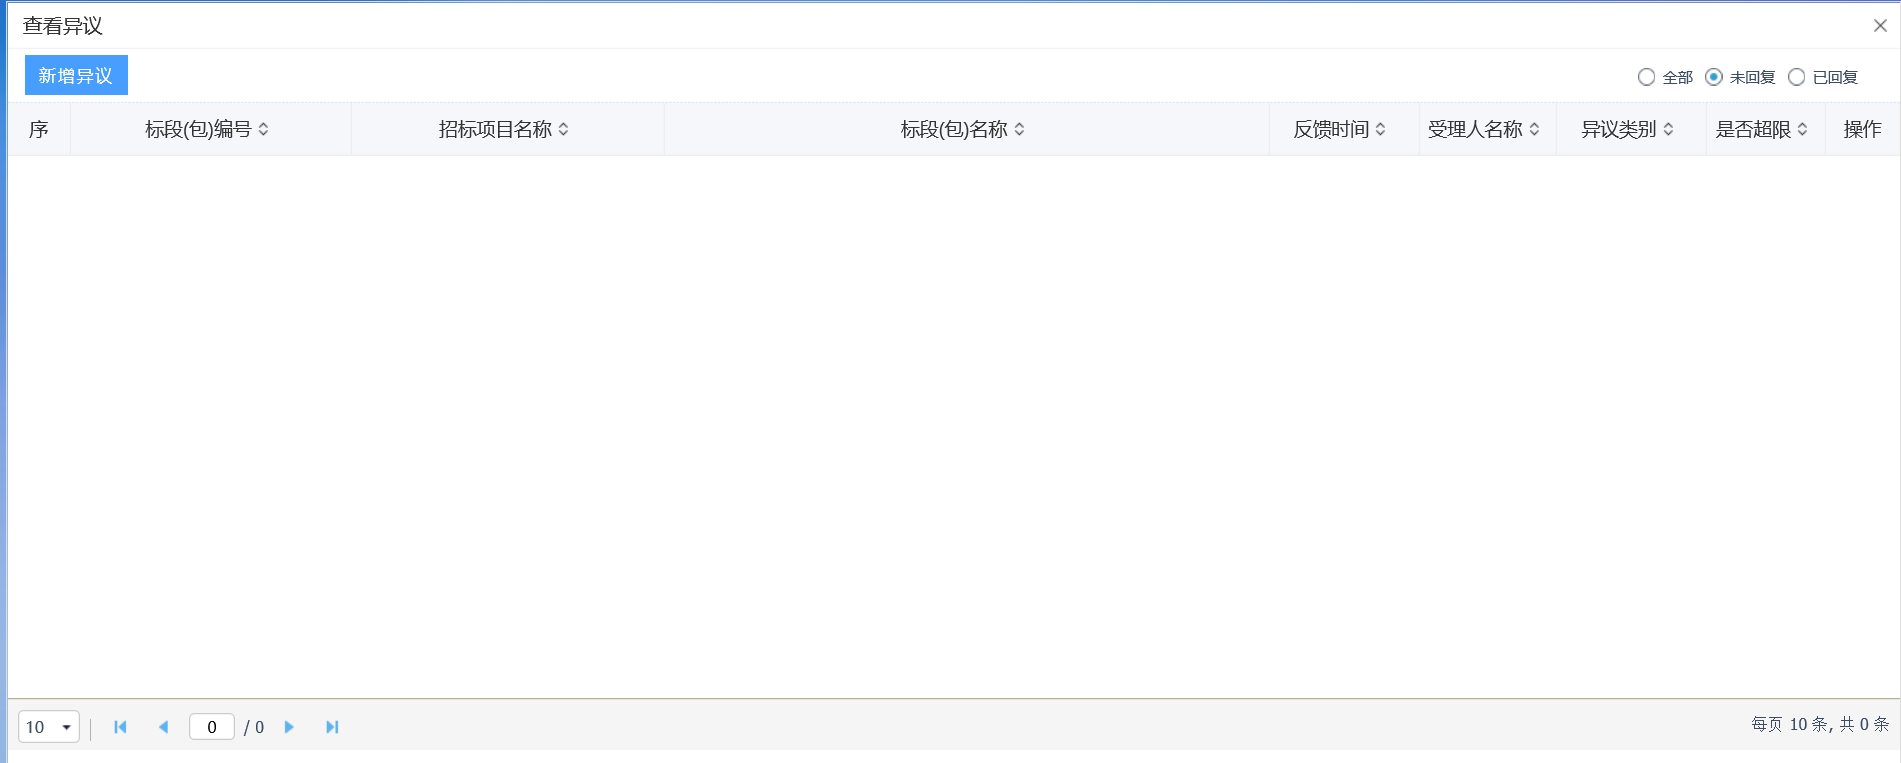 查看异议
新增异议 全部 未回复 已回复
序 标段(包)编号 招标项目名称 标段(包)名称 反馈时间 受理人名称 异议类别 是否超限 操作
10 0 / 0 每页 10 条, 共 0 条